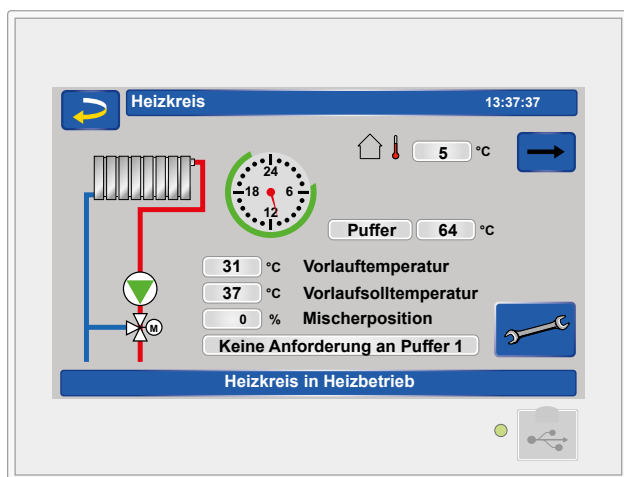 Heizkreis
13:37:37
5 °C
24
18 6
12
Puffer 64 °C
31 °C Vorlauftemperatur
37 °C Vorlaufsolltemperatur
0 % Mischerposition
M
Keine Anforderung an Puffer 1
Heizkreis in Heizbetrieb